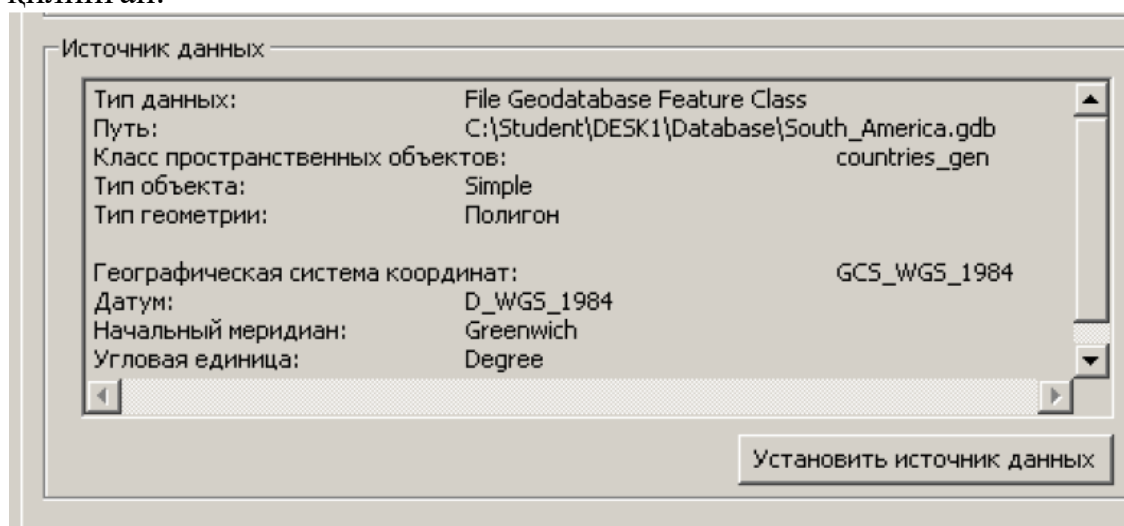 қилинган.
Источник данных
Тип данных: File Geodatabase Feature Class
Путь: C:\Student\DESK1\Database\South_America.gdb
Класс пространственных объектов: countries_gen
Тип объекта: Simple
Тип геометрии: Полигон
Географическая система координат: GCS_WGS_1984
Датум: D_WGS_1984
Начальный меридиан: Greenwich
Угловая единица: Degree
Установить источник данных